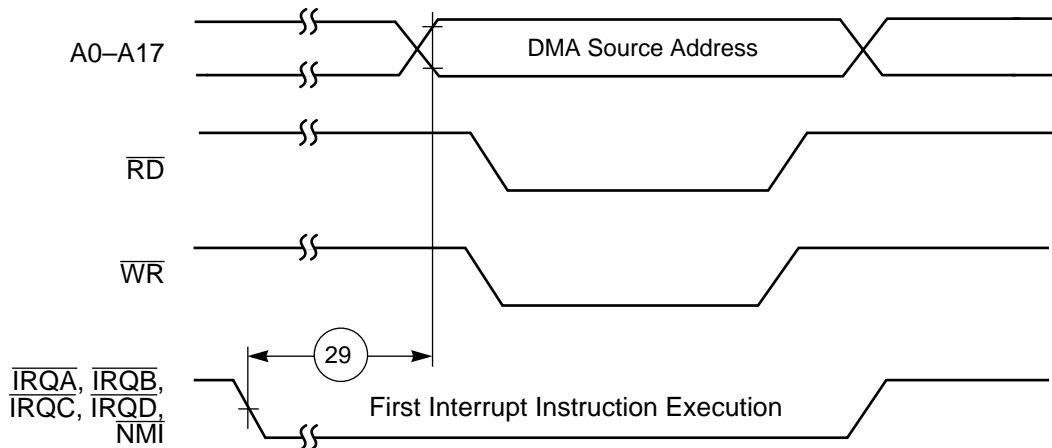 A0–A17
DMA Source Address
RD
WR
29
IRQA, IRQB,
IRQC, IRQD,
NMI
First Interrupt Instruction Execution